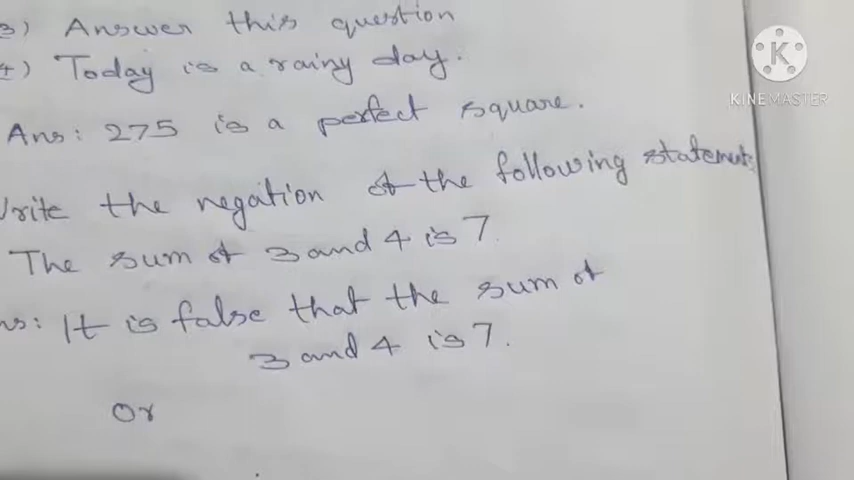 3) Answer this question
4) Today is a rainy day.
Ans: 275 is a perfect square.
Write the negation of the following statement:
The sum of 3 and 4 is 7.
Ans: It is false that the sum of
3 and 4 is 7.
Or
KINEMASTER